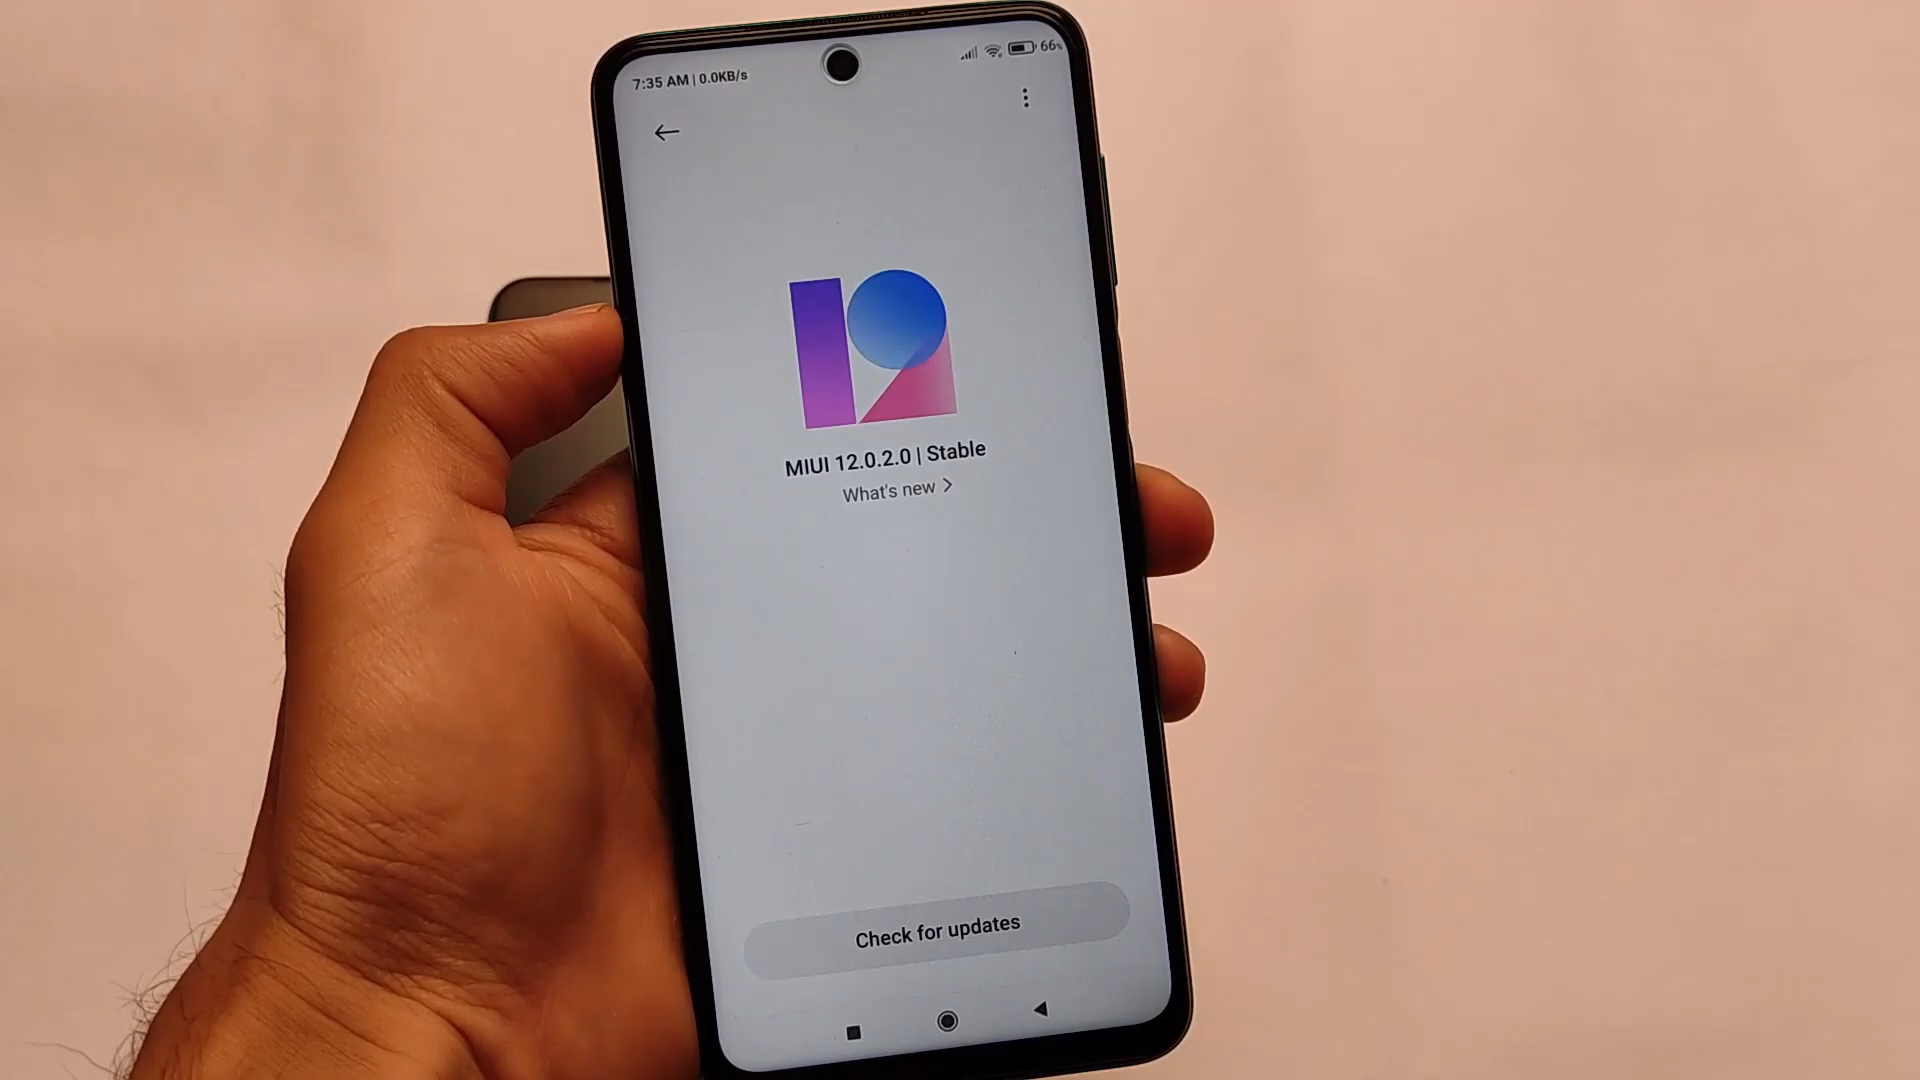 7:35 AM | 0.0KB/s
66%
MIUI 12.0.2.0 | Stable
What's new >
Check for updates